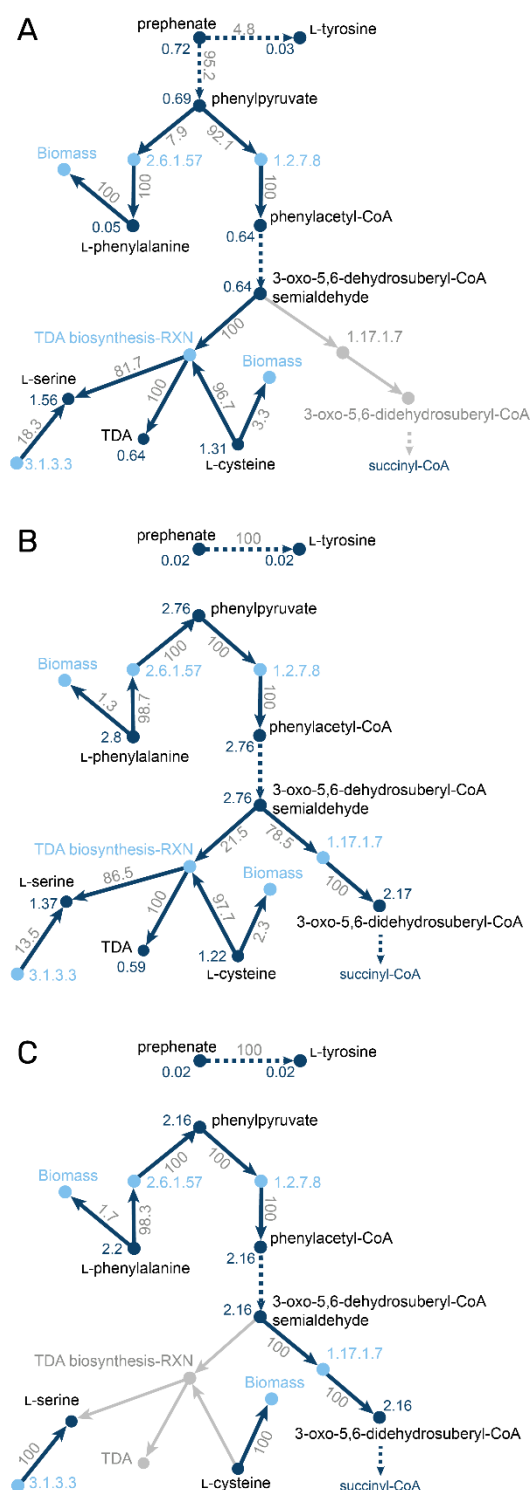 A
prephenate
4.8
L-tyrosine
0.72
0.03
95.2
0.69
phenylpyruvate
7.9
92.1
Biomass
2.6.1.57
1.2.7.8
100
100
100
0.05
L-phenylalanine
phenylacetyl-CoA
0.64
0.64
3-oxo-5,6-dehydrosuberyl-CoA
semialdehyde
TDA biosynthesis-RXN
100
1.17.1.7
Biomass
81.7
L-serine
1.56
100
96.7
3.3
3-oxo-5,6-didehydrosuberyl-CoA
18.3
TDA
0.64
1.31
L-cysteine
3.1.3.3
succinyl-CoA
B
prephenate
100
L-tyrosine
0.02
0.02
2.76
phenylpyruvate
100
100
Biomass
2.6.1.57
1.2.7.8
1.3
98.7
100
2.8
L-phenylalanine
phenylacetyl-CoA
2.76
2.76
3-oxo-5,6-dehydrosuberyl-CoA
semialdehyde
21.5
78.5
TDA biosynthesis-RXN
1.17.1.7
Biomass
86.5
L-serine
1.37
100
97.7
2.3
100
2.17
3-oxo-5,6-didehydrosuberyl-CoA
13.5
TDA
0.59
1.22
L-cysteine
3.1.3.3
succinyl-CoA
C
prephenate
100
L-tyrosine
0.02
0.02
2.16
phenylpyruvate
100
100
Biomass
2.6.1.57
1.2.7.8
1.7
98.3
100
2.2
L-phenylalanine
phenylacetyl-CoA
2.16
2.16
3-oxo-5,6-dehydrosuberyl-CoA
semialdehyde
100
TDA biosynthesis-RXN
1.17.1.7
Biomass
L-serine
100
100
100
2.16
3-oxo-5,6-didehydrosuberyl-CoA
TDA
L-cysteine
3.1.3.3
succinyl-CoA